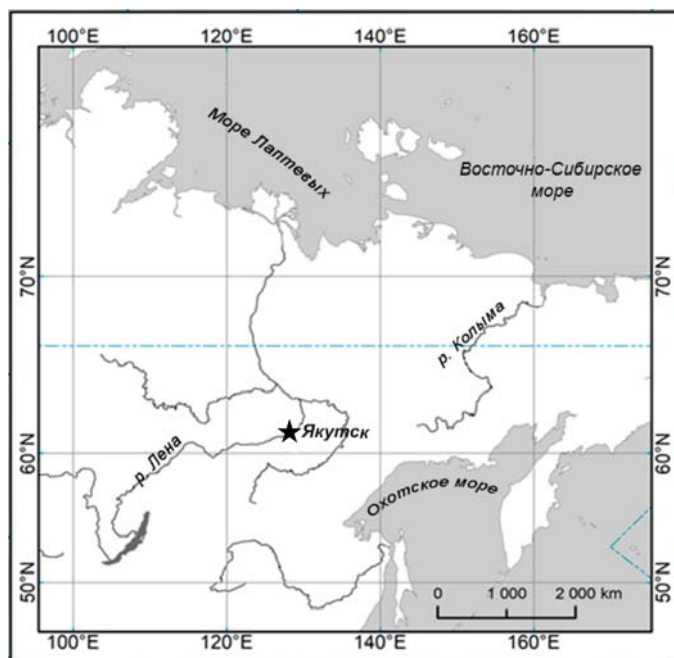 100°E 120°E 140°E 160°E
Море Лаптевых
Восточно-Сибирское
море
70°N 70°N
р. Колыма
Якутск
р. Лена
60°N 60°N
Охотское море
50°N 50°N
0 1 000 2 000 km
100°E 120°E 140°E 160°E